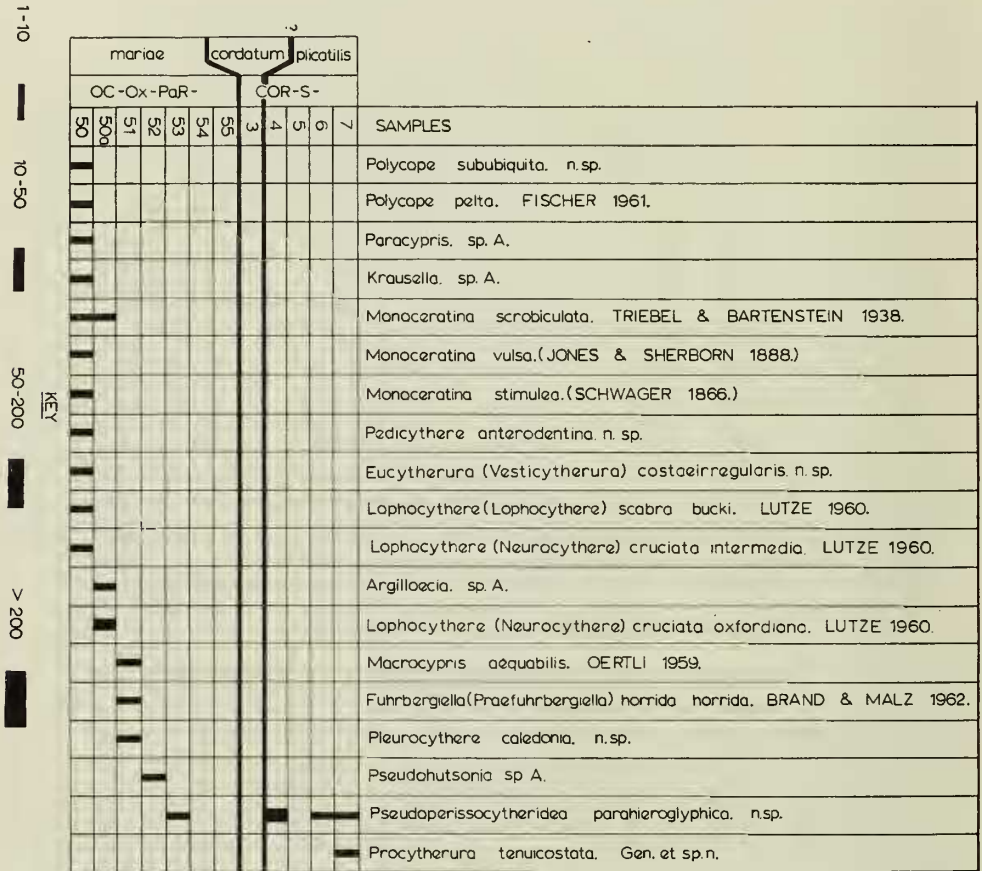 ?
mariae cordatum plicatilis
OC-Ox-PaR- COR-S-
50 50a 51 52 53 54 55 3 4 5 6 7 SAMPLES
Polycope sububiquita. n.sp.
Polycope pelta. FISCHER 1961.
Paracypris. sp. A.
Krausella. sp. A.
Monoceratina scrobiculata. TRIEBEL & BARTENSTEIN 1938.
Monoceratina vulsa.(JONES & SHERBORN 1888.)
Monoceratina stimulea.(SCHWAGER 1866.)
Pedicythere anterodentina. n. sp.
Eucytherura (Vesticytherura) costaeirregularis. n. sp.
Lophocythere (Lophocythere) scabra bucki. LUTZE 1960.
Lophocythere (Neurocythere) cruciata intermedia. LUTZE 1960.
Argilloecia. sp. A.
Lophocythere (Neurocythere) cruciata oxfordiana. LUTZE 1960.
Macrocypris aequabilis. OERTLI 1959.
Fuhrbergiella(Praefuhrbergiella) horrida horrida. BRAND & MALZ 1962.
Pleurocythere caledonia. n.sp.
Pseudohutsonia sp A.
Pseudoperissocytheridea parahieroglyphica. n.sp.
Procytherura tenuicostata. Gen. et sp.n.
KEY
1-10
10-50
50-200
> 200